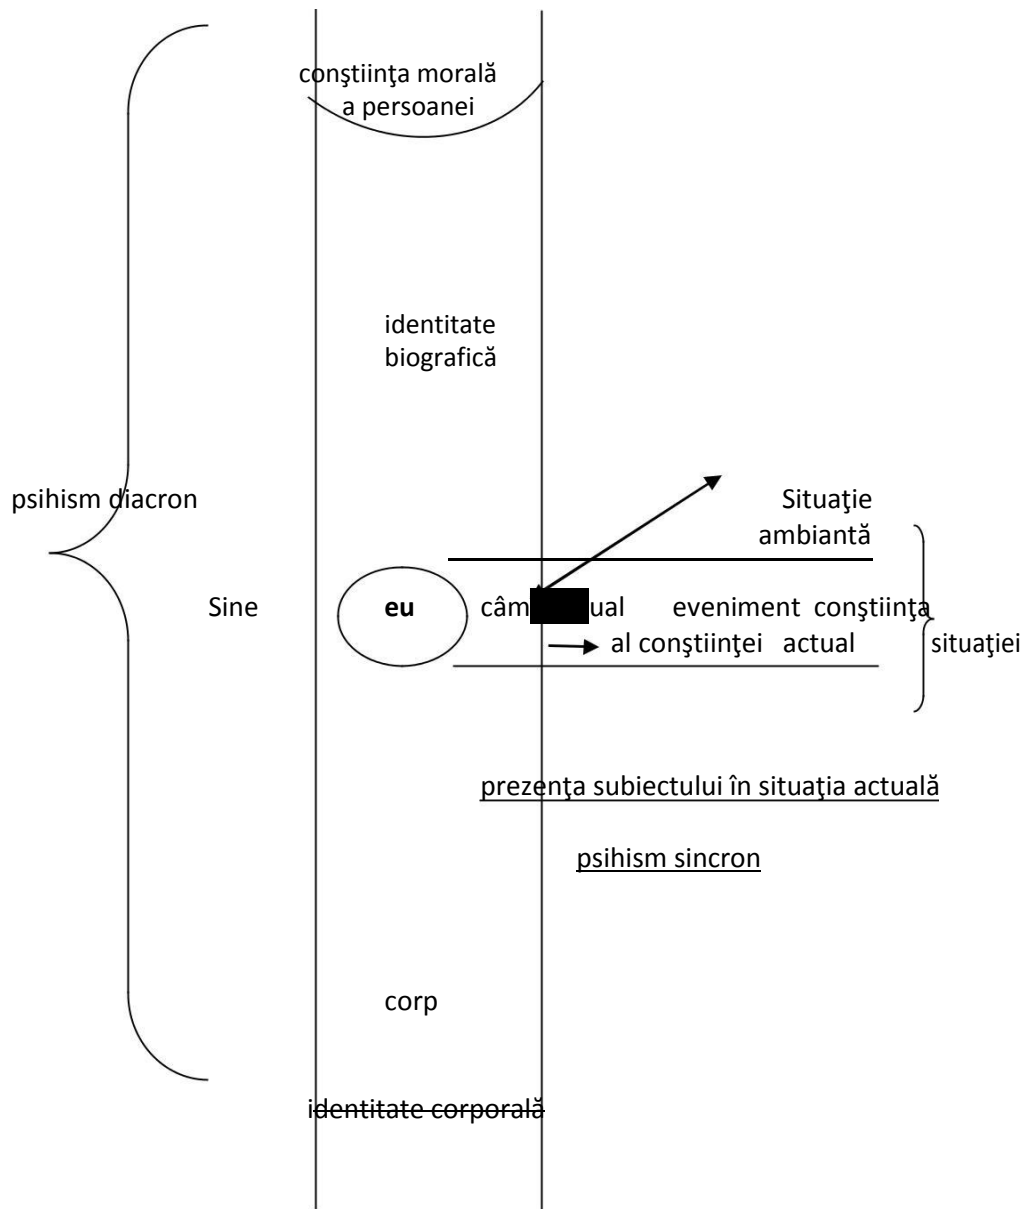 conştiinţa morală
a persoanei
identitate
biografică
psihism diacron
Situaţie
ambiantă
Sine eu eveniment conştiinţa
al conştiinţei actual situaţiei
prezenţa subiectului în situaţia actuală
psihism sincron
corp
identitate corporală